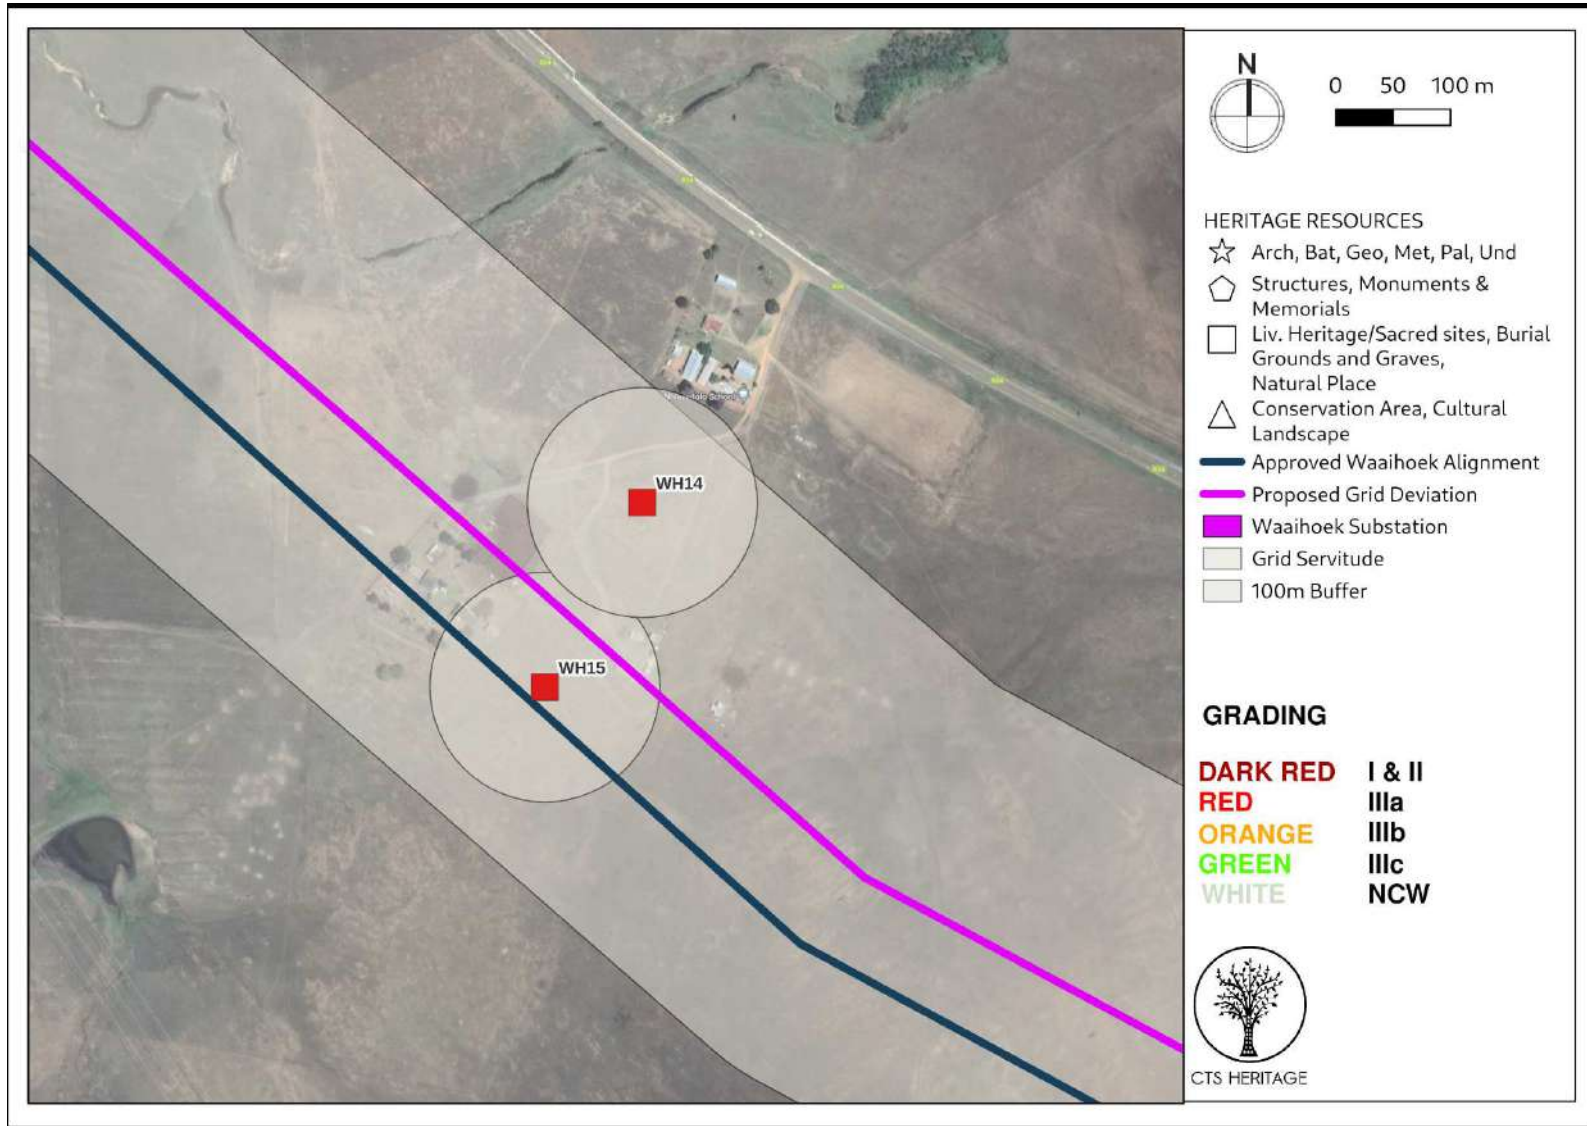 N
0 50 100 m
HERITAGE RESOURCES
Arch, Bat, Geo, Met, Pal, Und
Structures, Monuments &
Memorials
Liv. Heritage/Sacred sites, Burial
Grounds and Graves,
Natural Place
Conservation Area, Cultural
Landscape
Approved Waaihoek Alignment
Proposed Grid Deviation
Waaihoek Substation
Grid Servitude
100m Buffer
School
WH14
WH15
GRADING
DARK RED I & II
RED IIIa
ORANGE IIIb
GREEN IIIc
WHITE NCW
CTS HERITAGE